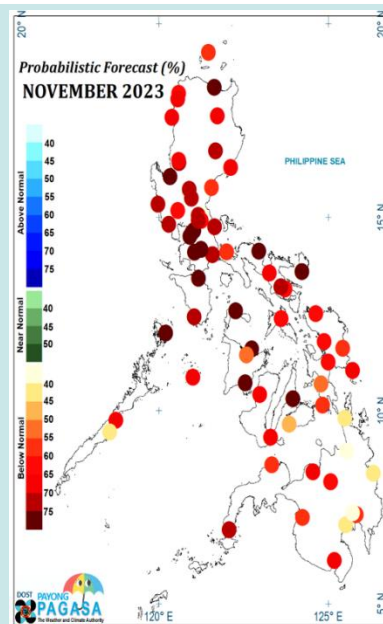 20°N
20°N
Probabilistic Forecast (%)
NOVEMBER 2023
PHILIPPINE SEA
Above Normal
40
45
50
55
60
65
70
75
Near Normal
40
45
50
Below Normal
40
45
50
55
60
65
70
75
15°N
10°N
5°N
120°E
125°E
DOST
PAYONG
PAGASA
The Weather and Climate Authority